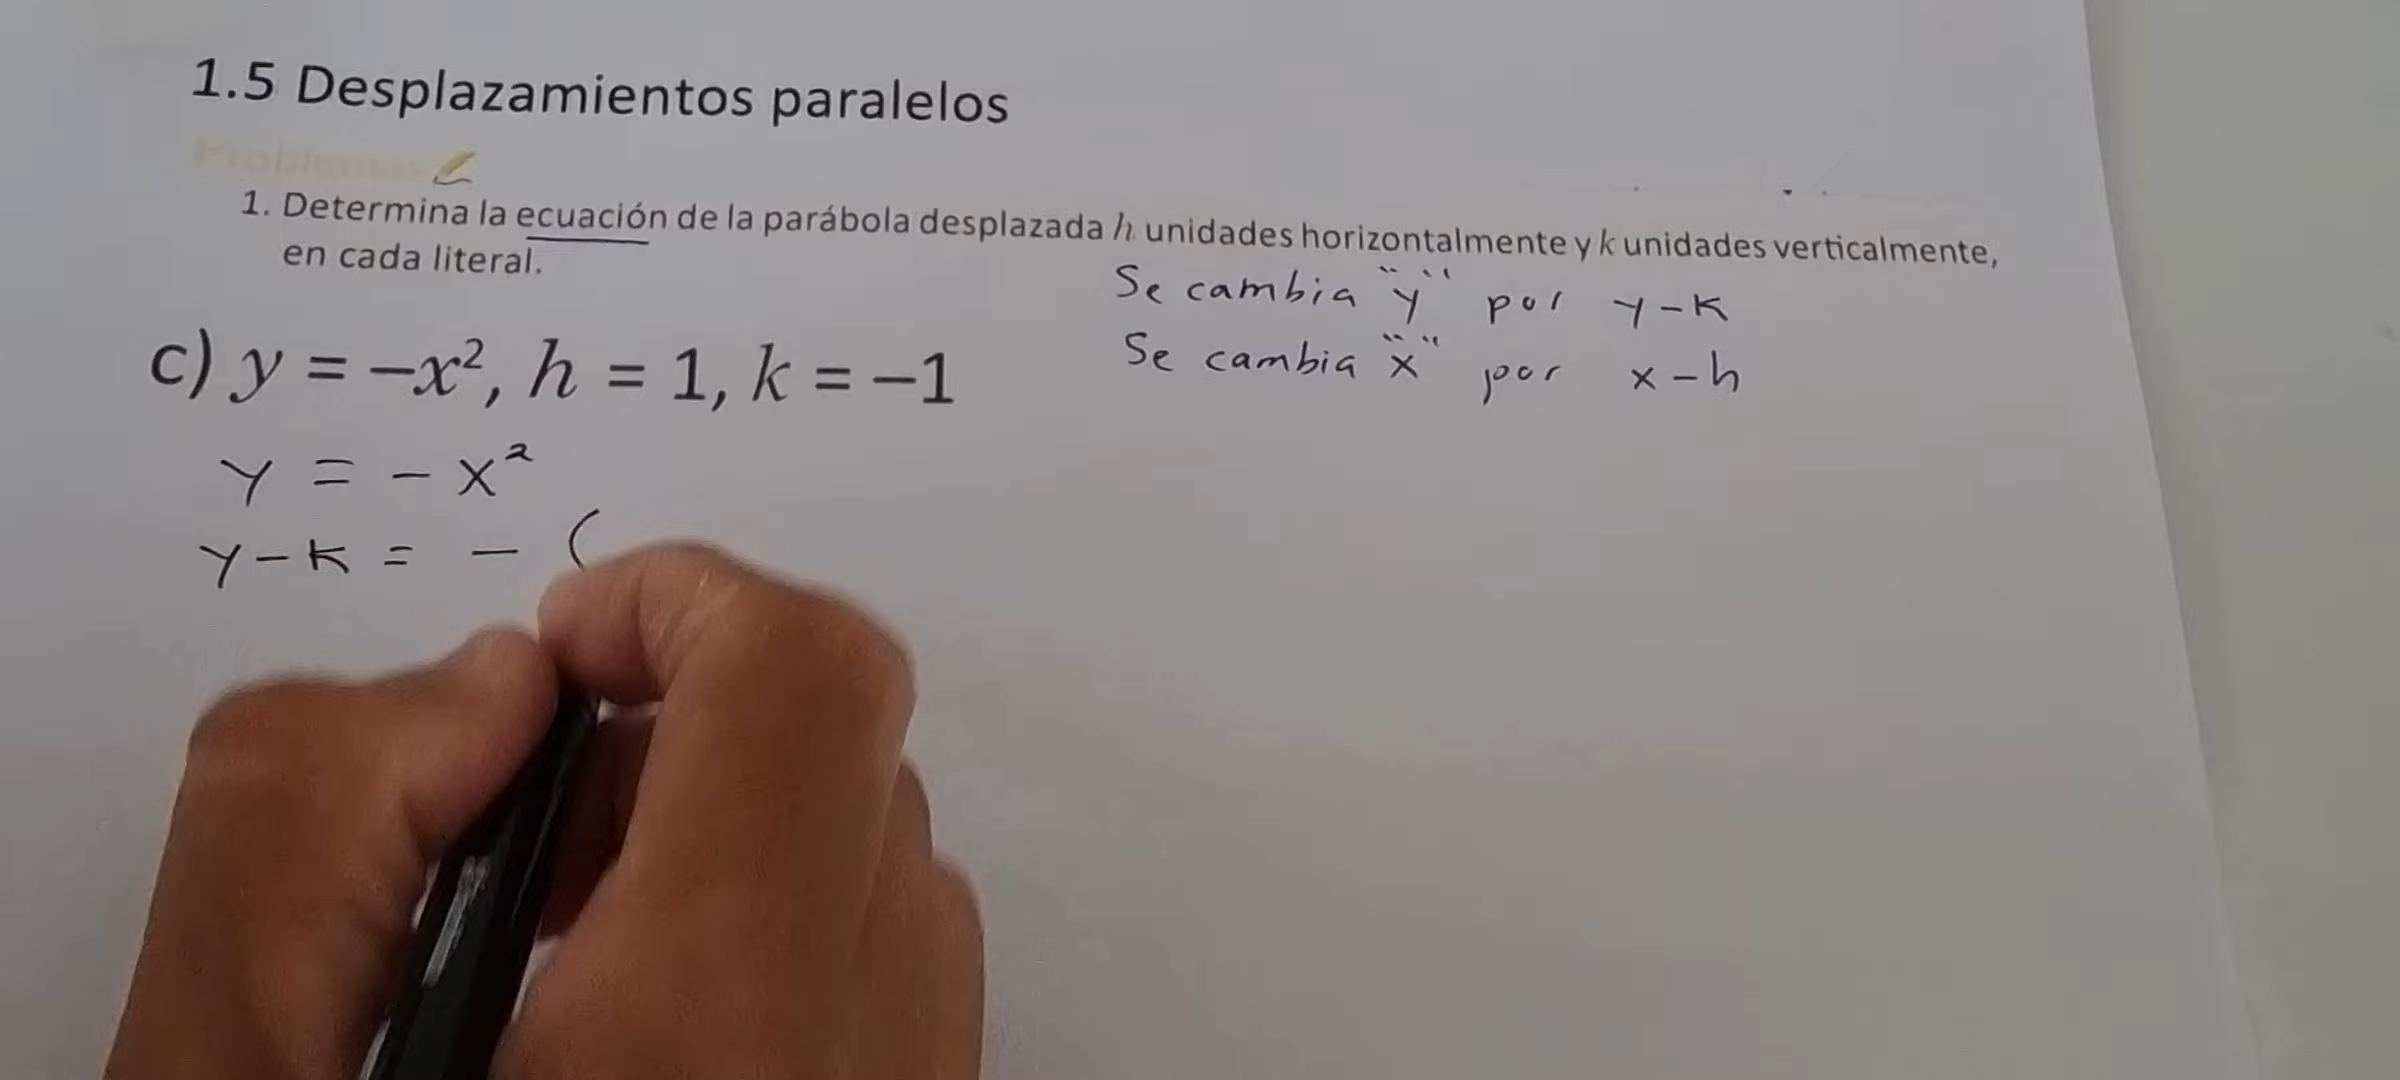 1.5 Desplazamientos paralelos
Problemas
1. Determina la ecuación de la parábola desplazada h unidades horizontalmente y k unidades verticalmente,
en cada literal.
Se cambia "y" por y-k
Se cambia "x" por x-h
c) y = −x², h = 1, k = −1
y = - x²
y-k = - (